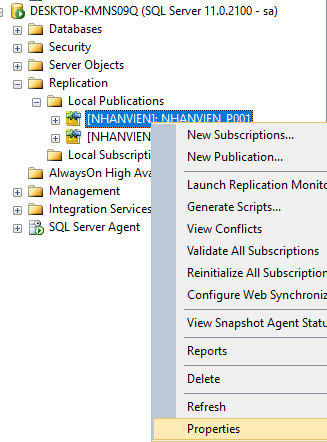 DESKTOP-KMNS09Q (SQL Server 11.0.2100 - sa)
Databases
Security
Server Objects
Replication
Local Publications
[NHANVIEN]: NHANVIEN_P001
[NHANVIEN
Local Subscripti
AlwaysOn High Ava
Management
Integration Services
SQL Server Agent
New Subscriptions...
New Publication...
Launch Replication Monito
Generate Scripts...
View Conflicts
Validate All Subscriptions
Reinitialize All Subscription
Configure Web Synchroniz
View Snapshot Agent Statu
Reports
Delete
Refresh
Properties